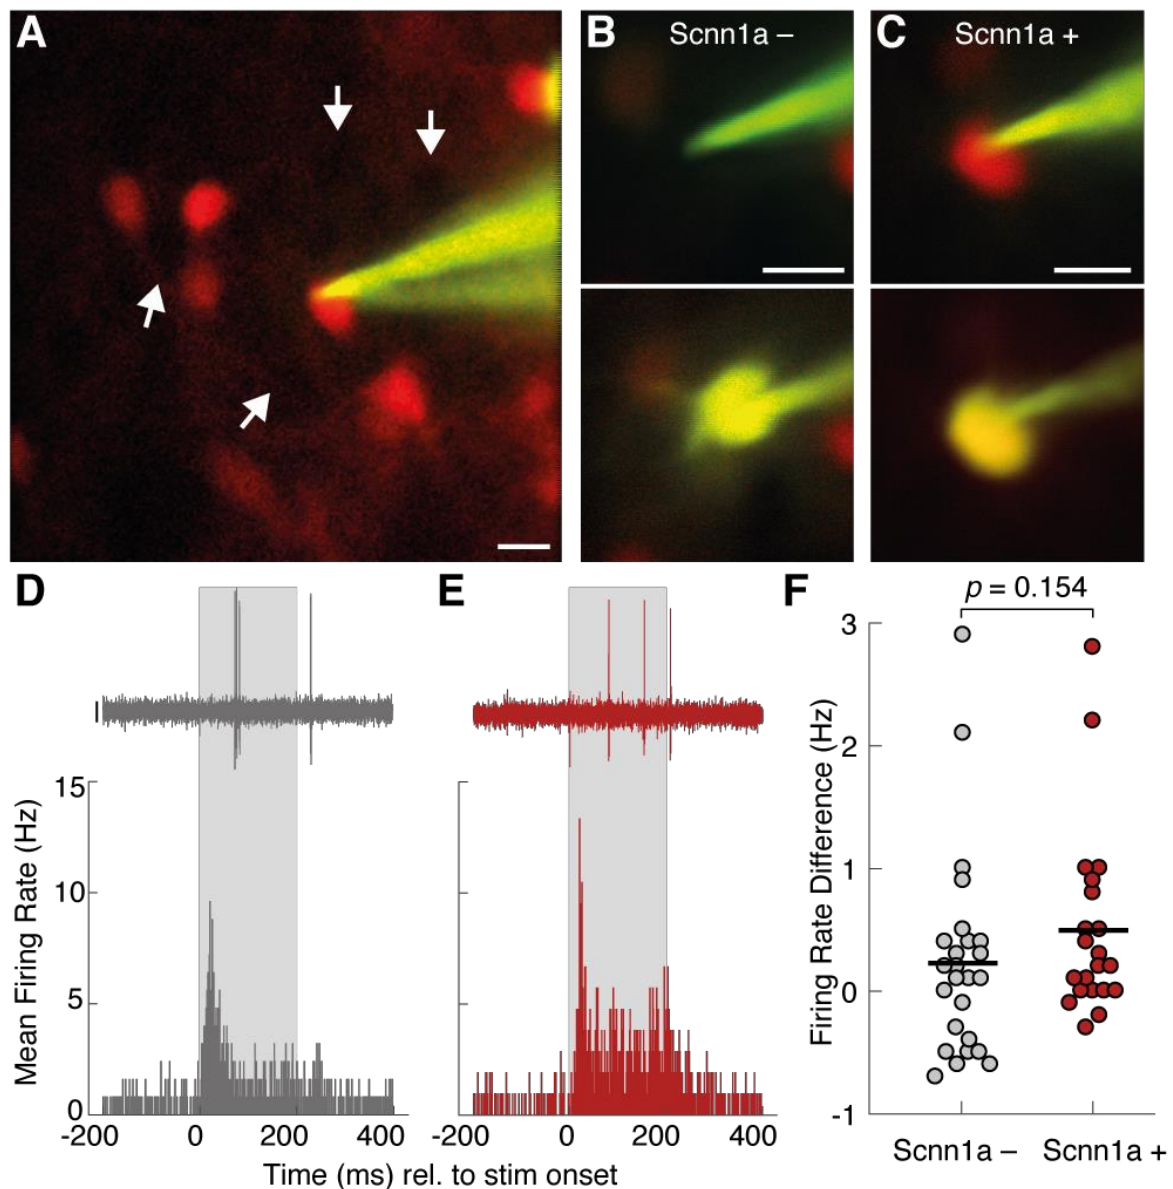 A
B Scnn1a –
C Scnn1a +
D
E
F
p = 0.154
Mean Firing Rate (Hz)
15
10
5
0
-200 0 200 400
-200 0 200 400
Time (ms) rel. to stim onset
Firing Rate Difference (Hz)
3
2
1
0
-1
Scnn1a – Scnn1a +